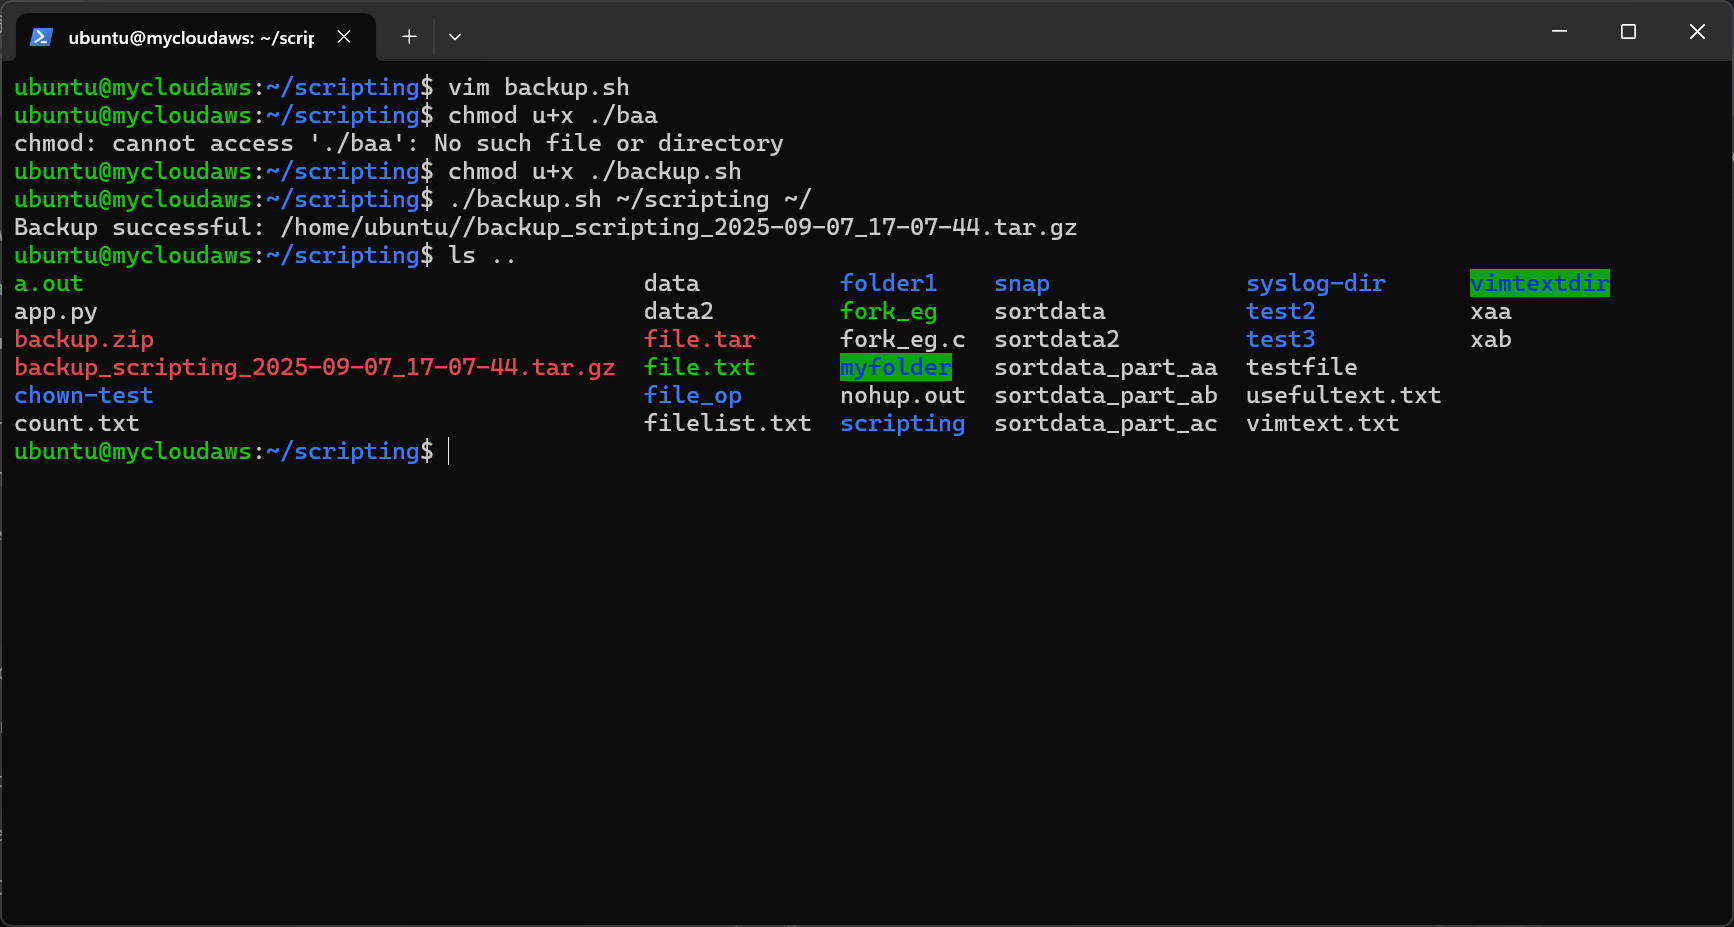 ubuntu@mycloudaws: ~/scrip
ubuntu@mycloudaws:~/scripting$ vim backup.sh
ubuntu@mycloudaws:~/scripting$ chmod u+x ./baa
chmod: cannot access './baa': No such file or directory
ubuntu@mycloudaws:~/scripting$ chmod u+x ./backup.sh
ubuntu@mycloudaws:~/scripting$ ./backup.sh ~/scripting ~/
Backup successful: /home/ubuntu//backup_scripting_2025-09-07_17-07-44.tar.gz
ubuntu@mycloudaws:~/scripting$ ls ..
a.out data folder1 snap syslog-dir vimtextdir
app.py data2 fork_eg sortdata test2 xaa
backup.zip file.tar fork_eg.c sortdata2 test3 xab
backup_scripting_2025-09-07_17-07-44.tar.gz file.txt myfolder sortdata_part_aa testfile
chown-test file_op nohup.out sortdata_part_ab usefultext.txt
count.txt filelist.txt scripting sortdata_part_ac vimtext.txt
ubuntu@mycloudaws:~/scripting$